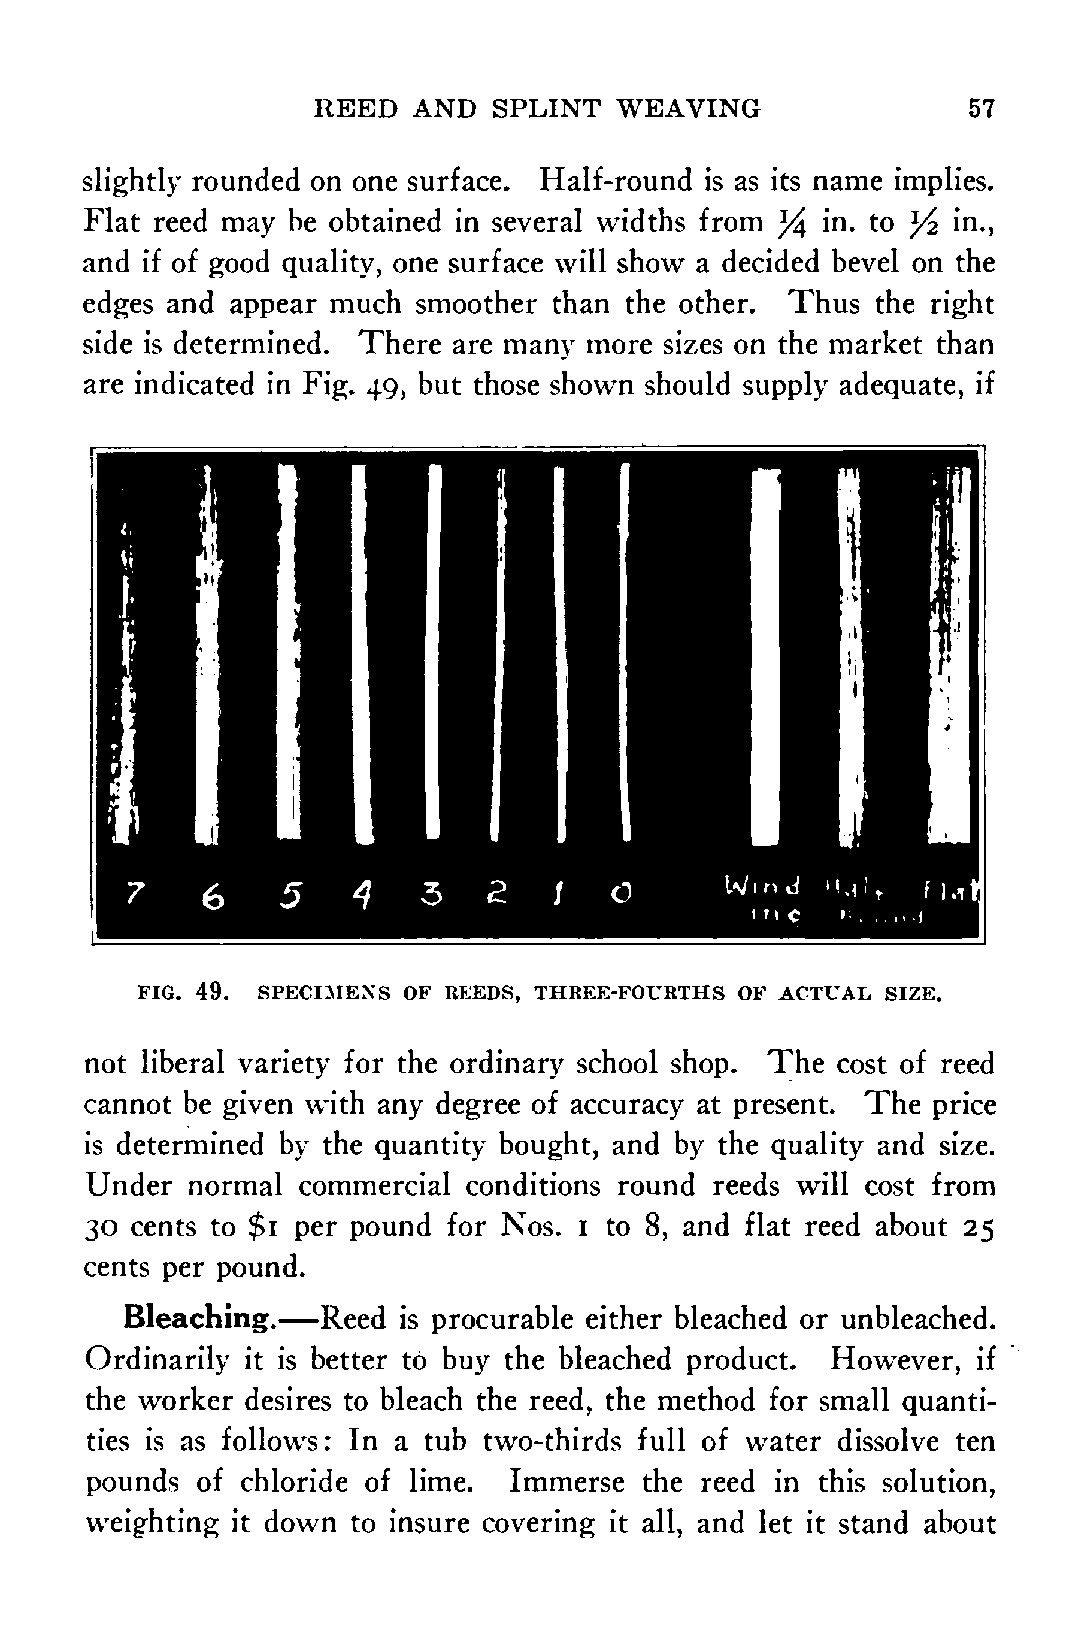 REED AND SPLINT WEAVING 57
slightly rounded on one surface. Half-round is as its name implies.
Flat reed may be obtained in several widths from ¼ in. to ½ in.,
and if of good quality, one surface will show a decided bevel on the
edges and appear much smoother than the other. Thus the right
side is determined. There are many more sizes on the market than
are indicated in Fig. 49, but those shown should supply adequate, if
7 6 5 4 3 2 1 0 Wind Half Flat
ing Round
FIG. 49. SPECIMENS OF REEDS, THREE-FOURTHS OF ACTUAL SIZE.
not liberal variety for the ordinary school shop. The cost of reed
cannot be given with any degree of accuracy at present. The price
is determined by the quantity bought, and by the quality and size.
Under normal commercial conditions round reeds will cost from
30 cents to $1 per pound for Nos. 1 to 8, and flat reed about 25
cents per pound.
Bleaching.—Reed is procurable either bleached or unbleached.
Ordinarily it is better to buy the bleached product. However, if
the worker desires to bleach the reed, the method for small quanti-
ties is as follows: In a tub two-thirds full of water dissolve ten
pounds of chloride of lime. Immerse the reed in this solution,
weighting it down to insure covering it all, and let it stand about